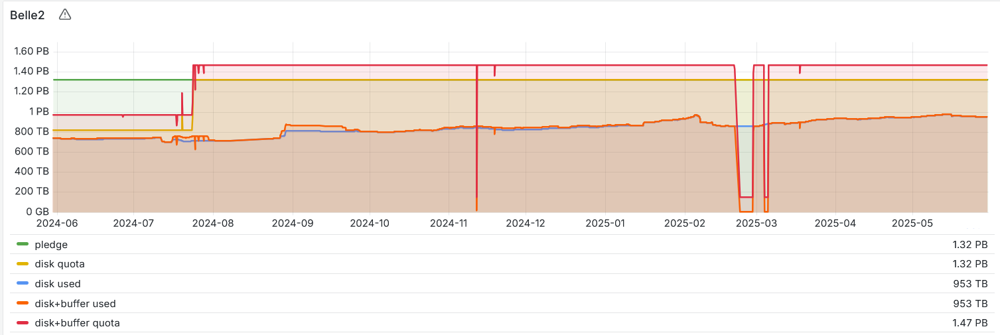 Belle2
1.60 PB
1.40 PB
1.20 PB
1 PB
800 TB
600 TB
400 TB
200 TB
0 GB
2024-06 2024-07 2024-08 2024-09 2024-10 2024-11 2024-12 2025-01 2025-02 2025-03 2025-04 2025-05
pledge 1.32 PB
disk quota 1.32 PB
disk used 953 TB
disk+buffer used 953 TB
disk+buffer quota 1.47 PB